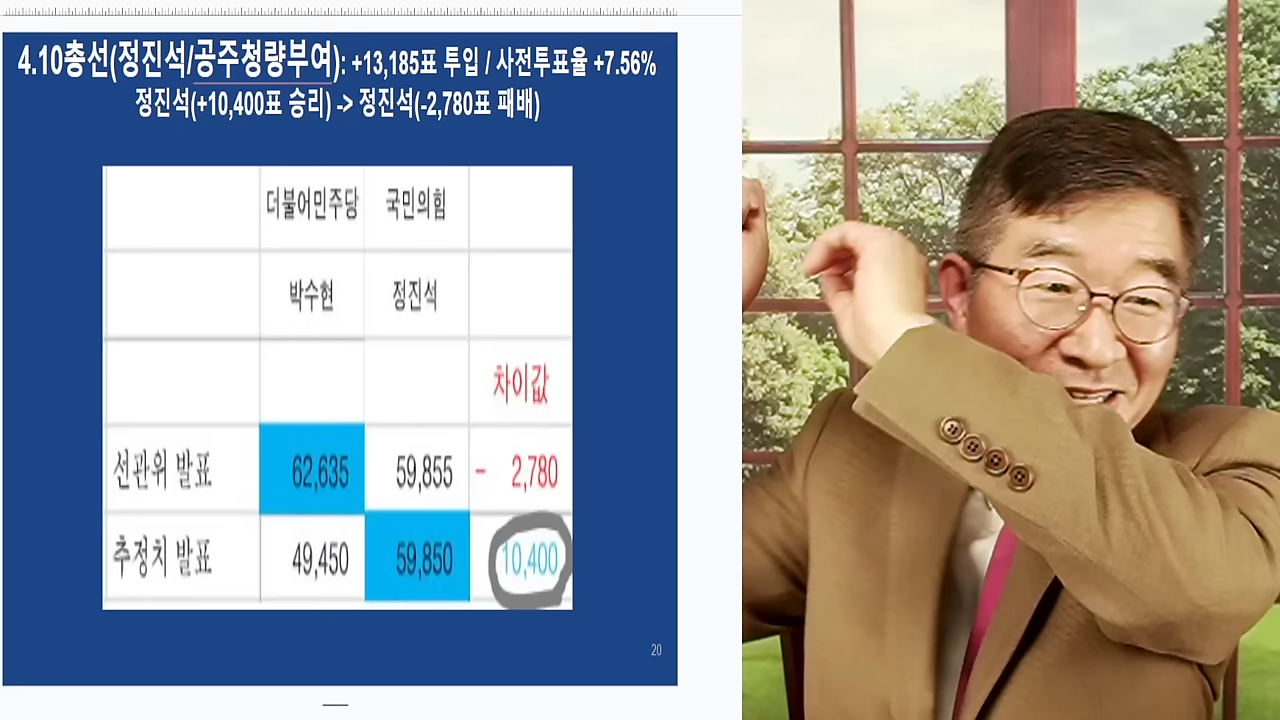 4.10총선(정진석/공주청량부여): +13,185표 투입 / 사전투표율 +7.56%
정진석(+10,400표 승리) -> 정진석(-2,780표 패배)
더불어민주당 국민의힘
박수현 정진석
차이값
선관위 발표 62,635 59,855 - 2,780
추정치 발표 49,450 59,850 10,400
20